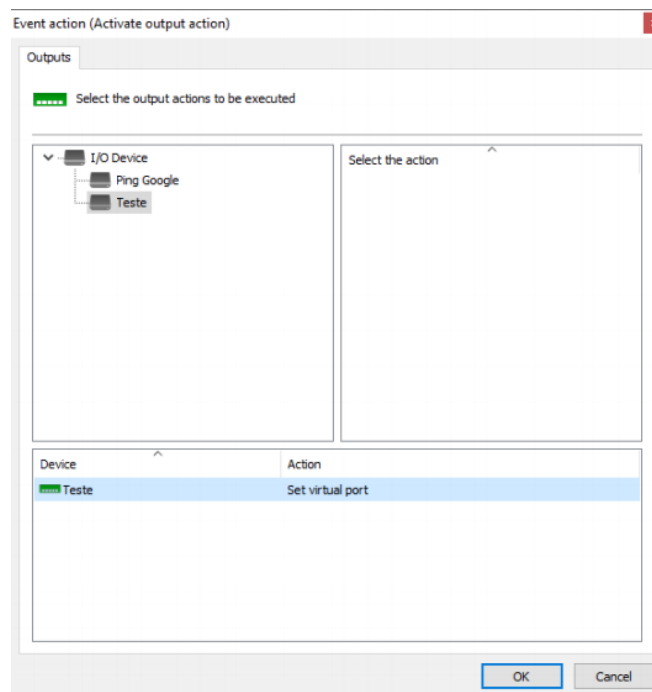 Event action (Activate output action)
Outputs
Select the output actions to be executed
I/O Device
Ping Google
Teste
Select the action
Device Action
Teste Set virtual port
OK Cancel